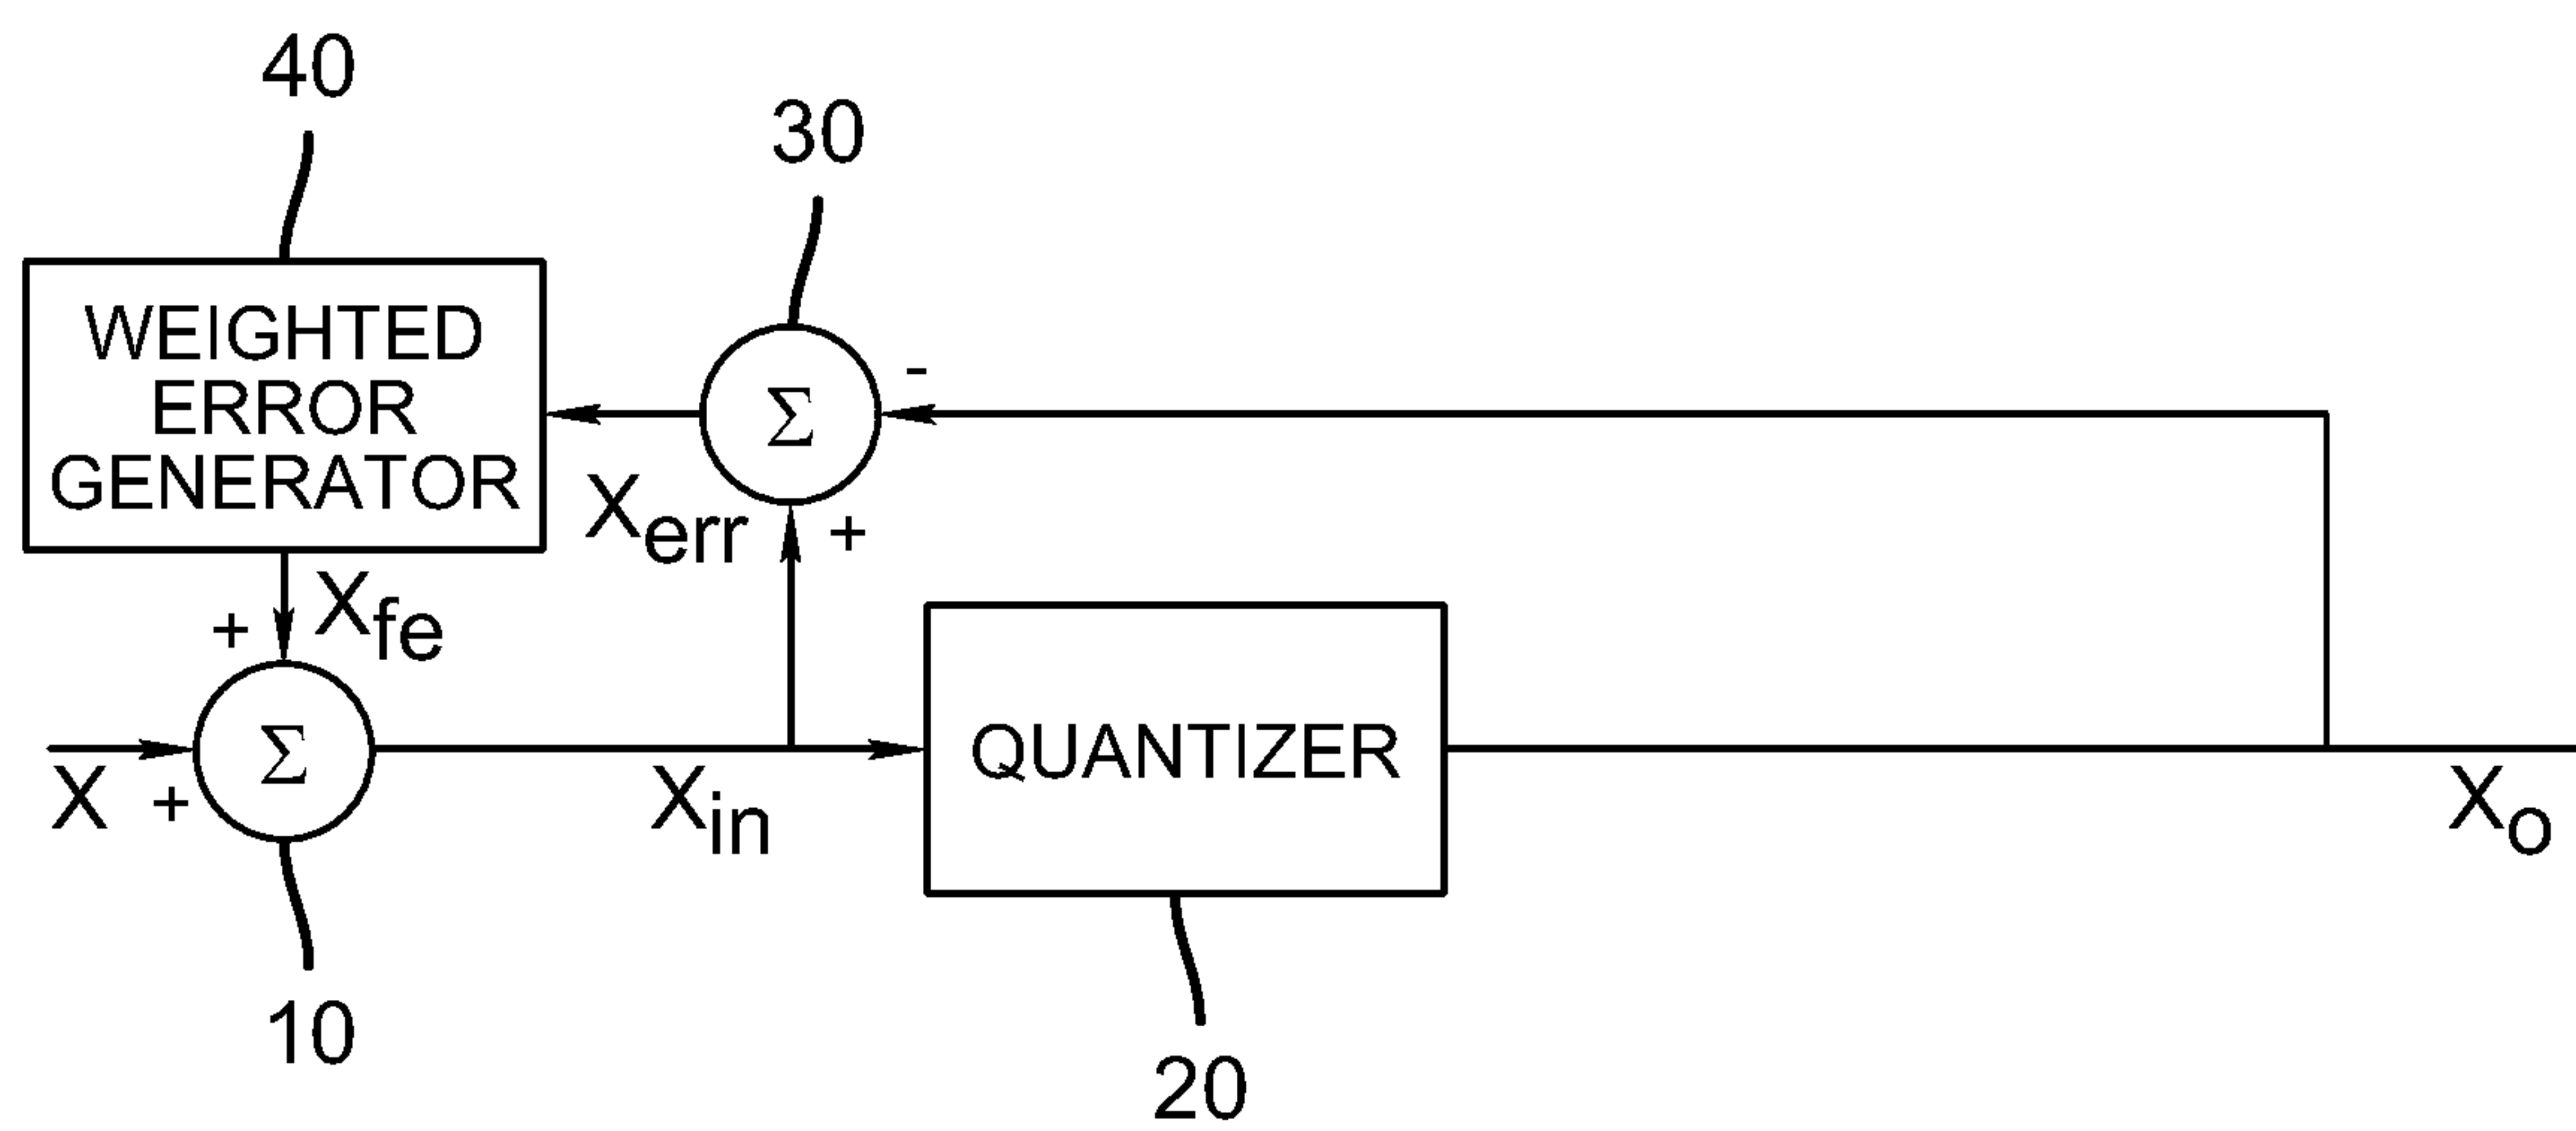 40
30
WEIGHTED
ERROR
GENERATOR
Σ
-
+
Xerr
Xfe
+
X
+
Σ
Xin
QUANTIZER
Xo
10
20